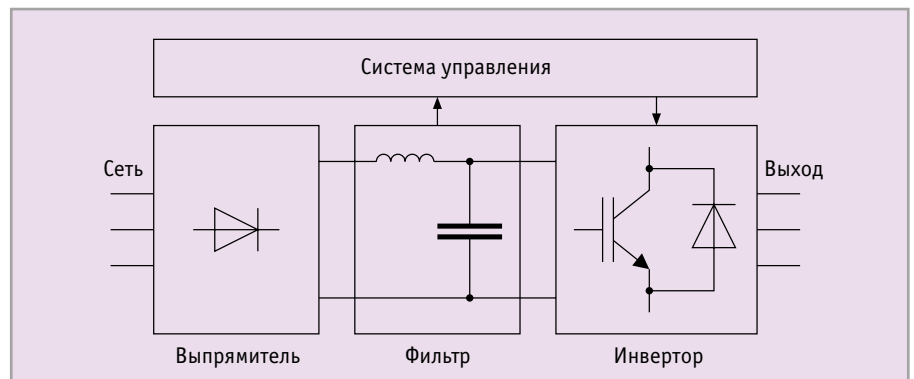 Система управления
Сеть
Выход
Выпрямитель
Фильтр
Инвертор